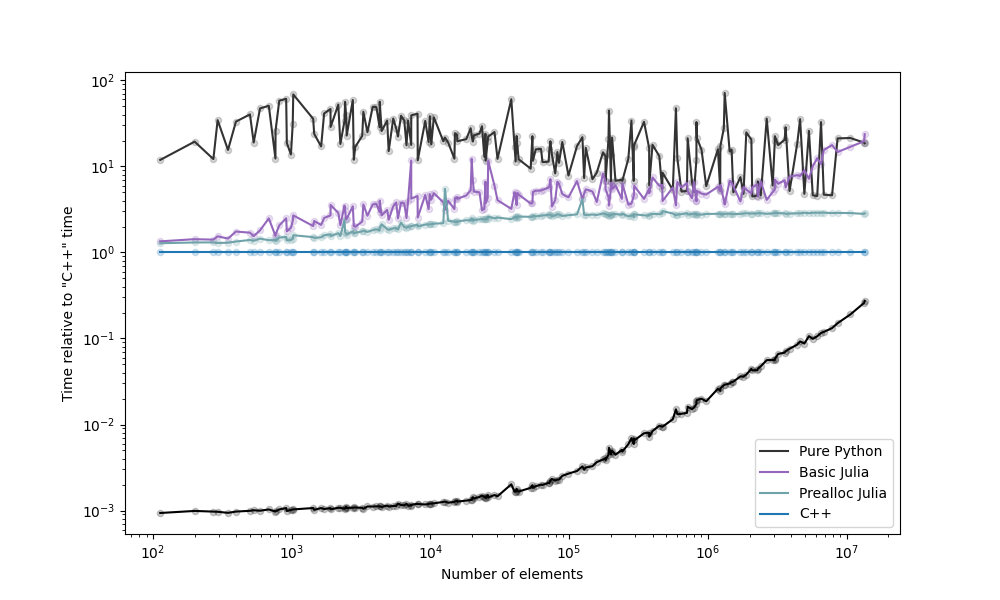 10²
10¹
10⁰
10⁻¹
10⁻²
10⁻³
Time relative to "C++" time
10²
10³
10⁴
10⁵
10⁶
10⁷
Number of elements
Pure Python
Basic Julia
Prealloc Julia
C++